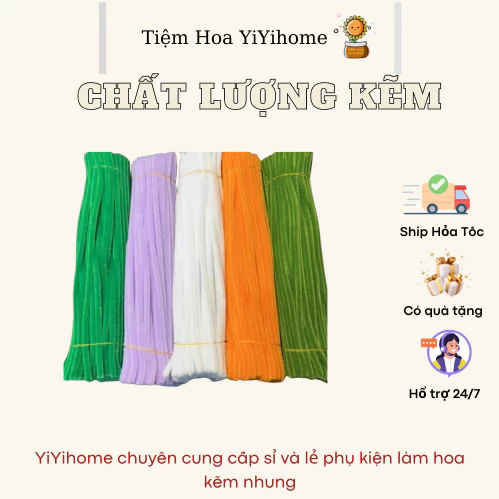 Tiệm Hoa YiYihome
CHẤT LƯỢNG KẼM
Ship Hỏa Tốc
Có quà tặng
Hỗ trợ 24/7
YiYihome chuyên cung cấp sỉ và lẻ phụ kiện làm hoa
kẽm nhung